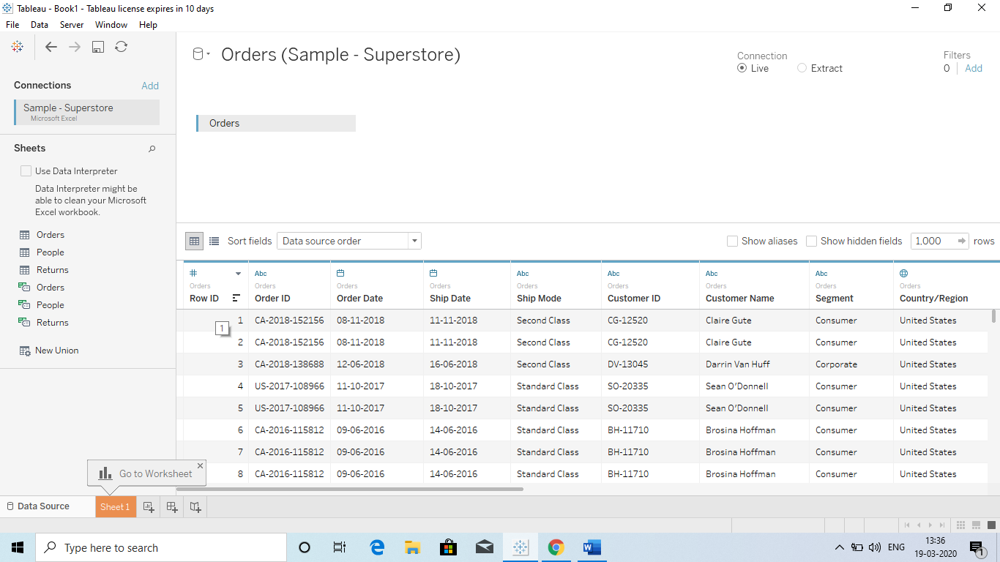 Tableau - Book1 - Tableau license expires in 10 days
File Data Server Window Help
Orders (Sample - Superstore)
Connection
Live Extract
Filters
0 Add
Connections Add
Sample - Superstore
Microsoft Excel
Sheets
Use Data Interpreter
Data Interpreter might be
able to clean your Microsoft
Excel workbook.
Orders
People
Returns
Orders
People
Returns
New Union
Orders
Sort fields Data source order Show aliases Show hidden fields 1,000 rows
# Abc Abc Abc Abc Abc
Orders Orders Orders Orders Orders Orders Orders Orders Orders
Row ID Order ID Order Date Ship Date Ship Mode Customer ID Customer Name Segment Country/Region
1 CA-2018-152156 08-11-2018 11-11-2018 Second Class CG-12520 Claire Gute Consumer United States
1
2 CA-2018-152156 08-11-2018 11-11-2018 Second Class CG-12520 Claire Gute Consumer United States
3 CA-2018-138688 12-06-2018 16-06-2018 Second Class DV-13045 Darrin Van Huff Corporate United States
4 US-2017-108966 11-10-2017 18-10-2017 Standard Class SO-20335 Sean O'Donnell Consumer United States
5 US-2017-108966 11-10-2017 18-10-2017 Standard Class SO-20335 Sean O'Donnell Consumer United States
6 CA-2016-115812 09-06-2016 14-06-2016 Standard Class BH-11710 Brosina Hoffman Consumer United States
7 CA-2016-115812 09-06-2016 14-06-2016 Standard Class BH-11710 Brosina Hoffman Consumer United States
8 CA-2016-115812 09-06-2016 14-06-2016 Standard Class BH-11710 Brosina Hoffman Consumer United States
Go to Worksheet
Data Source Sheet 1
Type here to search
ENG
13:36
19-03-2020
1